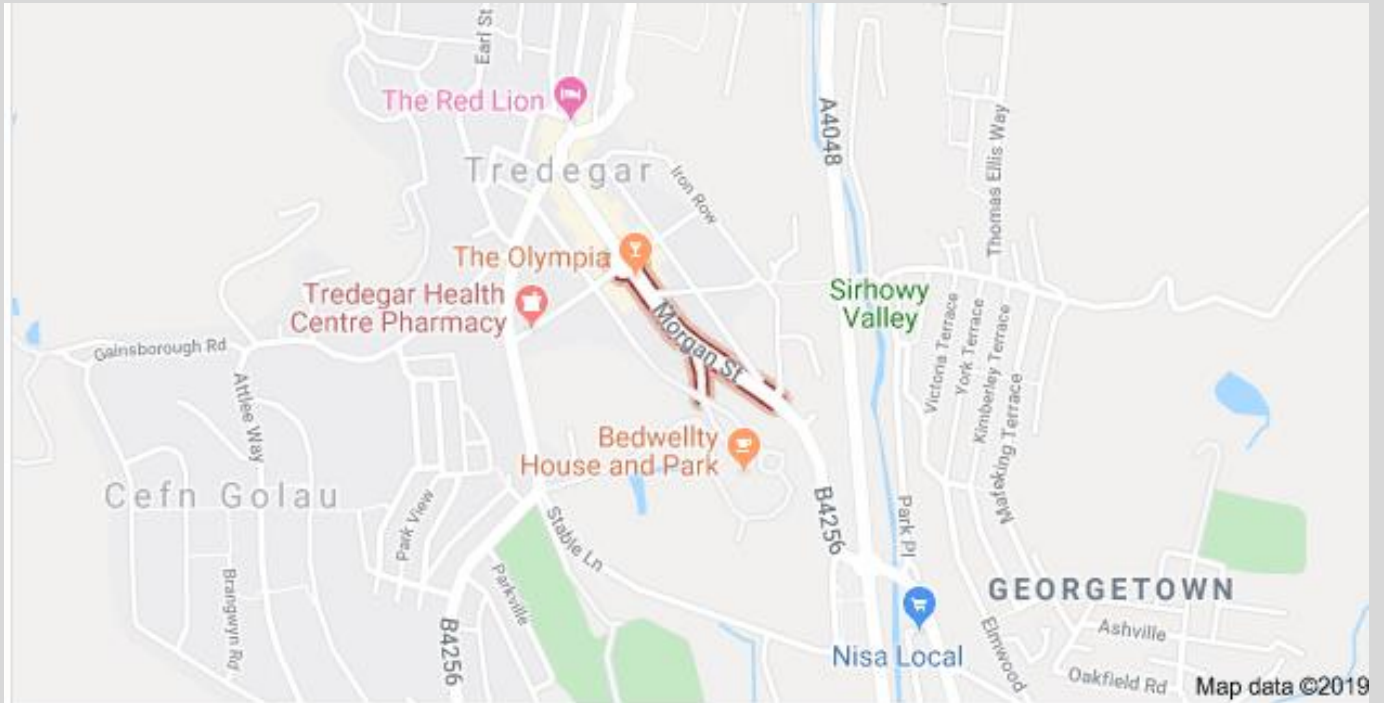 Earl St
The Red Lion
A4048
Thomas Ellis Way
Tredegar
Iron Row
The Olympia
Tredegar Health
Centre Pharmacy
Sirhowy
Valley
Morgan St
Gainsborough Rd
Victoria Terrace
York Terrace
Kimberley Terrace
Mafeking Terrace
Attlee Way
Bedwellty
House and Park
Cefn Golau
Park View
Stable Ln
B4256
Park Pl
Brangwyn Rd
Parkville
GEORGETOWN
B4256
Nisa Local
Elmwood
Ashville
Oakfield Rd
Map data ©2019